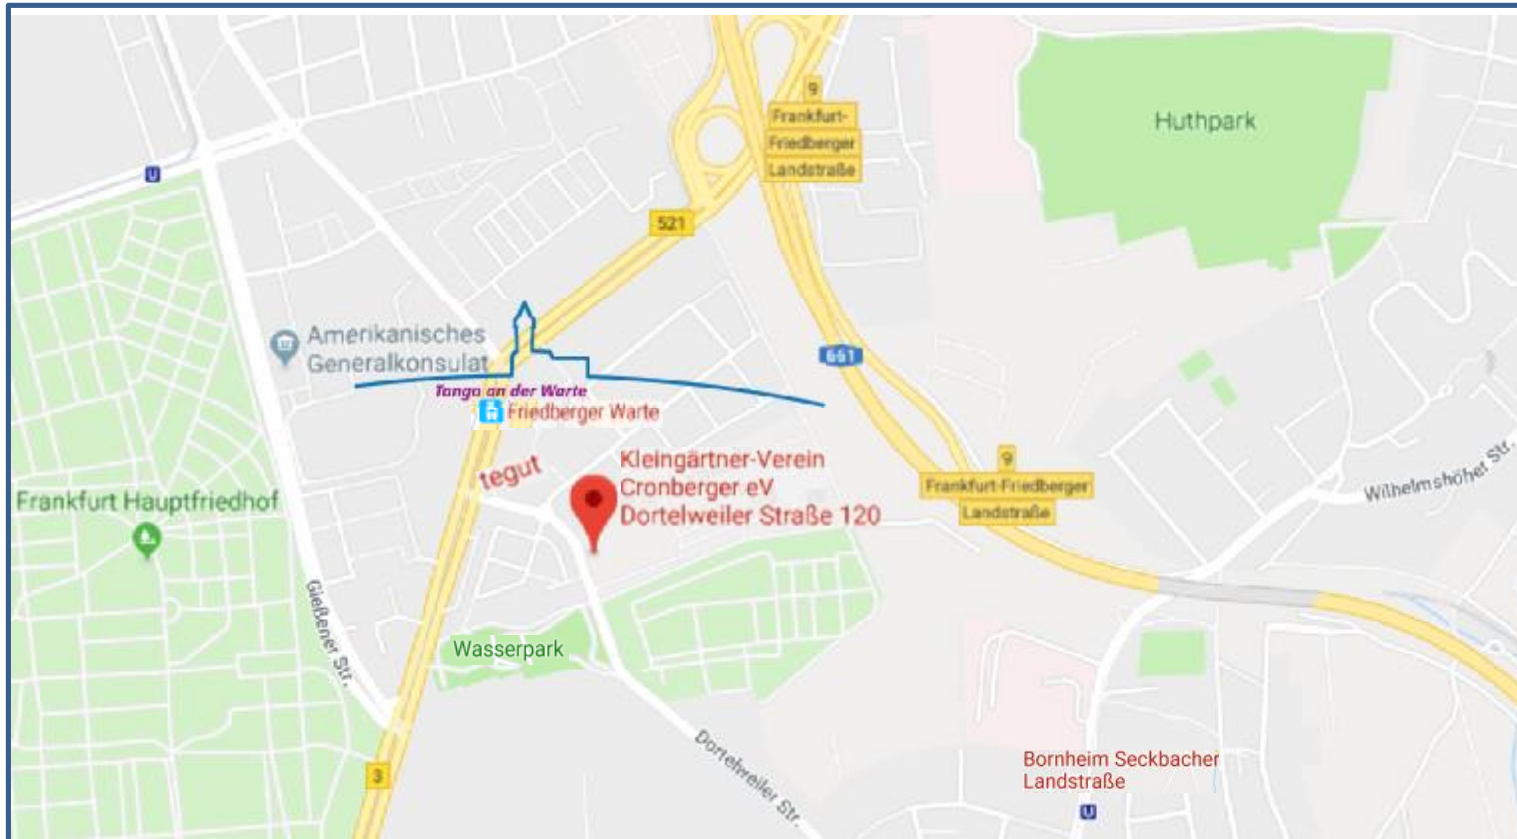 9
Frankfurt-
Friedberger
Landstraße
Huthpark
U
521
Amerikanisches
Generalkonsulat
661
Tango an der Warte
Friedberger Warte
Kleingärtner-Verein
Cronberger eV
Dortelweiler Straße 120
tegut
9
Frankfurt-Friedberger
Landstraße
Wilhelmshöher Str.
Frankfurt Hauptfriedhof
Gießener Str.
Wasserpark
Dortelweiler Str.
3
Bornheim Seckbacher
Landstraße
U